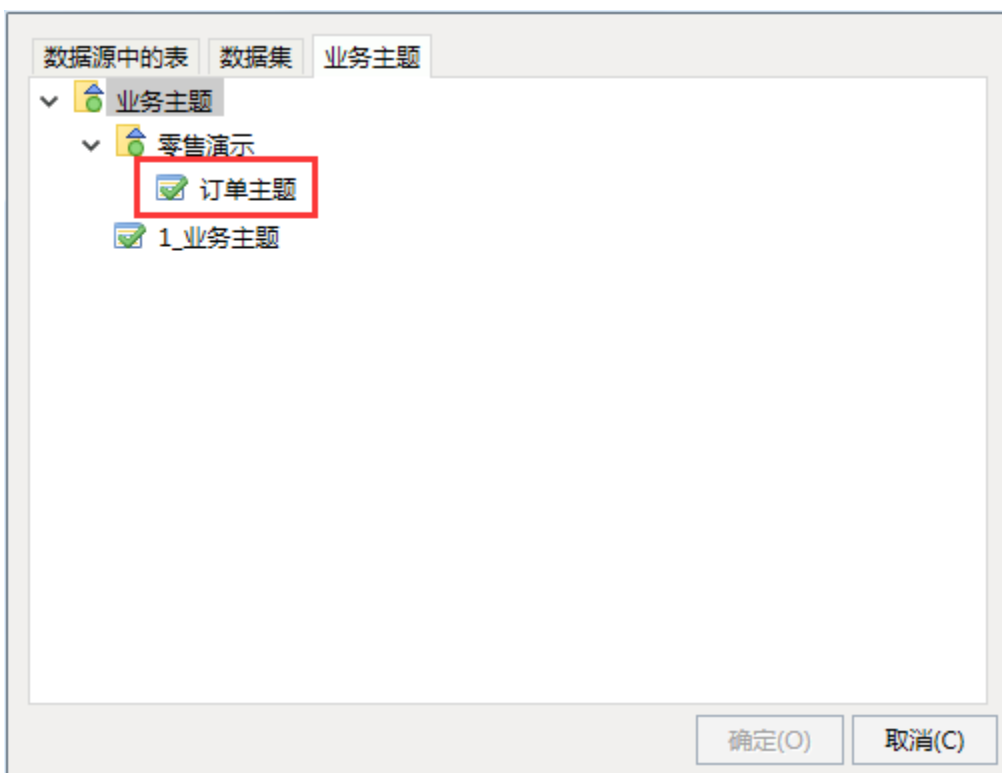 数据源中的表 数据集 业务主题
业务主题
零售演示
订单主题
1_业务主题
确定(O) 取消(C)